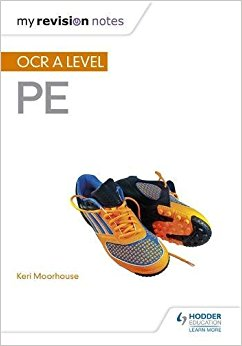 my revision notes
OCR A LEVEL
PE
Keri Moorhouse
HODDER
EDUCATION
LEARN MORE